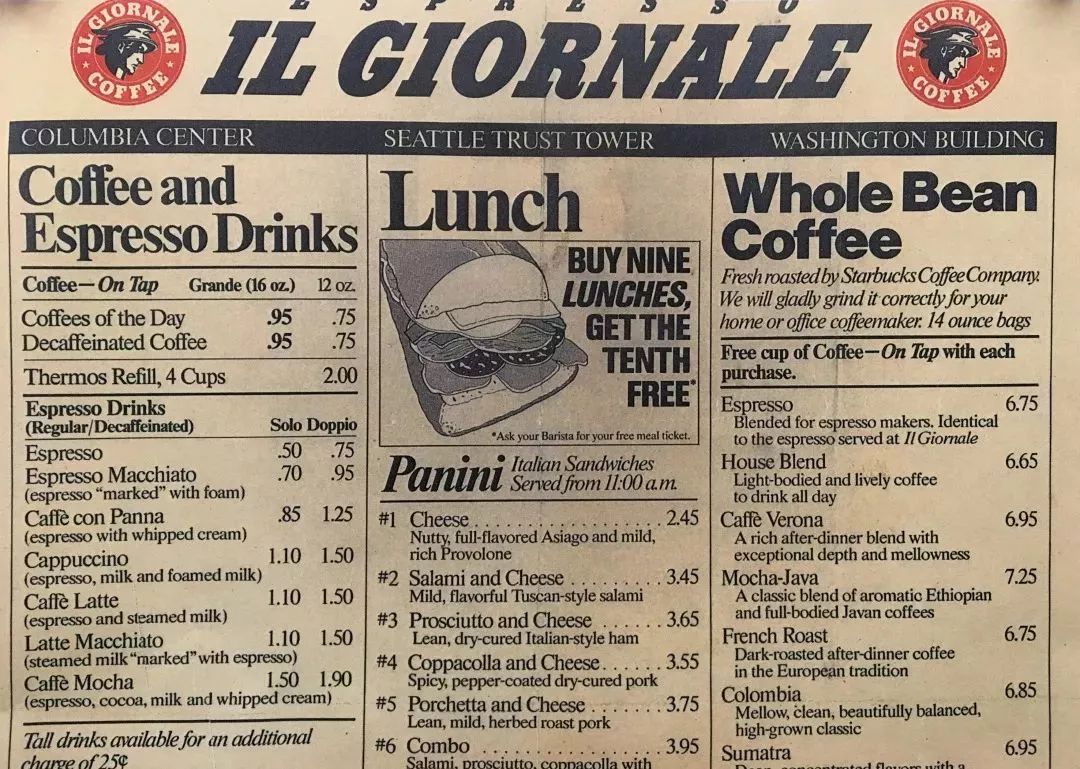 ESPRESSO
IL GIORNALE
IL GIORNALE
COFFEE
IL GIORNALE
COFFEE
COLUMBIA CENTER
SEATTLE TRUST TOWER
WASHINGTON BUILDING
Coffee and
Espresso Drinks
Coffee—On Tap Grande (16 oz.) 12 oz.
Coffees of the Day .95 .75
Decaffeinated Coffee .95 .75
Thermos Refill, 4 Cups 2.00
Espresso Drinks
(Regular/Decaffeinated) Solo Doppio
Espresso .50 .75
Espresso Macchiato .70 .95
(espresso "marked" with foam)
Caffè con Panna .85 1.25
(espresso with whipped cream)
Cappuccino 1.10 1.50
(espresso, milk and foamed milk)
Caffè Latte 1.10 1.50
(espresso and steamed milk)
Latte Macchiato 1.10 1.50
(steamed milk "marked" with espresso)
Caffè Mocha 1.50 1.90
(espresso, cocoa, milk and whipped cream)
Tall drinks available for an additional
charge of 25¢
Lunch
BUY NINE
LUNCHES,
GET THE
TENTH
FREE*
*Ask your Barista for your free meal ticket.
Panini Italian Sandwiches
Served from 11:00 a.m.
#1 Cheese . . . . . . . . . . . . . . . . . 2.45
Nutty, full-flavored Asiago and mild,
rich Provolone
#2 Salami and Cheese . . . . . . . . 3.45
Mild, flavorful Tuscan-style salami
#3 Prosciutto and Cheese . . . . . 3.65
Lean, dry-cured Italian-style ham
#4 Coppacolla and Cheese . . . . . 3.55
Spicy, pepper-coated dry-cured pork
#5 Porchetta and Cheese . . . . . . 3.75
Lean, mild, herbed roast pork
#6 Combo . . . . . . . . . . . . . . . . 3.95
Salami, prosciutto, coppacolla with
Whole Bean
Coffee
Fresh roasted by Starbucks Coffee Company.
We will gladly grind it correctly for your
home or office coffeemaker. 14 ounce bags
Free cup of Coffee—On Tap with each
purchase.
Espresso 6.75
Blended for espresso makers. Identical
to the espresso served at Il Giornale
House Blend 6.65
Light-bodied and lively coffee
to drink all day
Caffè Verona 6.95
A rich after-dinner blend with
exceptional depth and mellowness
Mocha-Java 7.25
A classic blend of aromatic Ethiopian
and full-bodied Javan coffees
French Roast 6.75
Dark-roasted after-dinner coffee
in the European tradition
Colombia 6.85
Mellow, clean, beautifully balanced,
high-grown classic
Sumatra 6.95
Deep, concentrated flavors with a